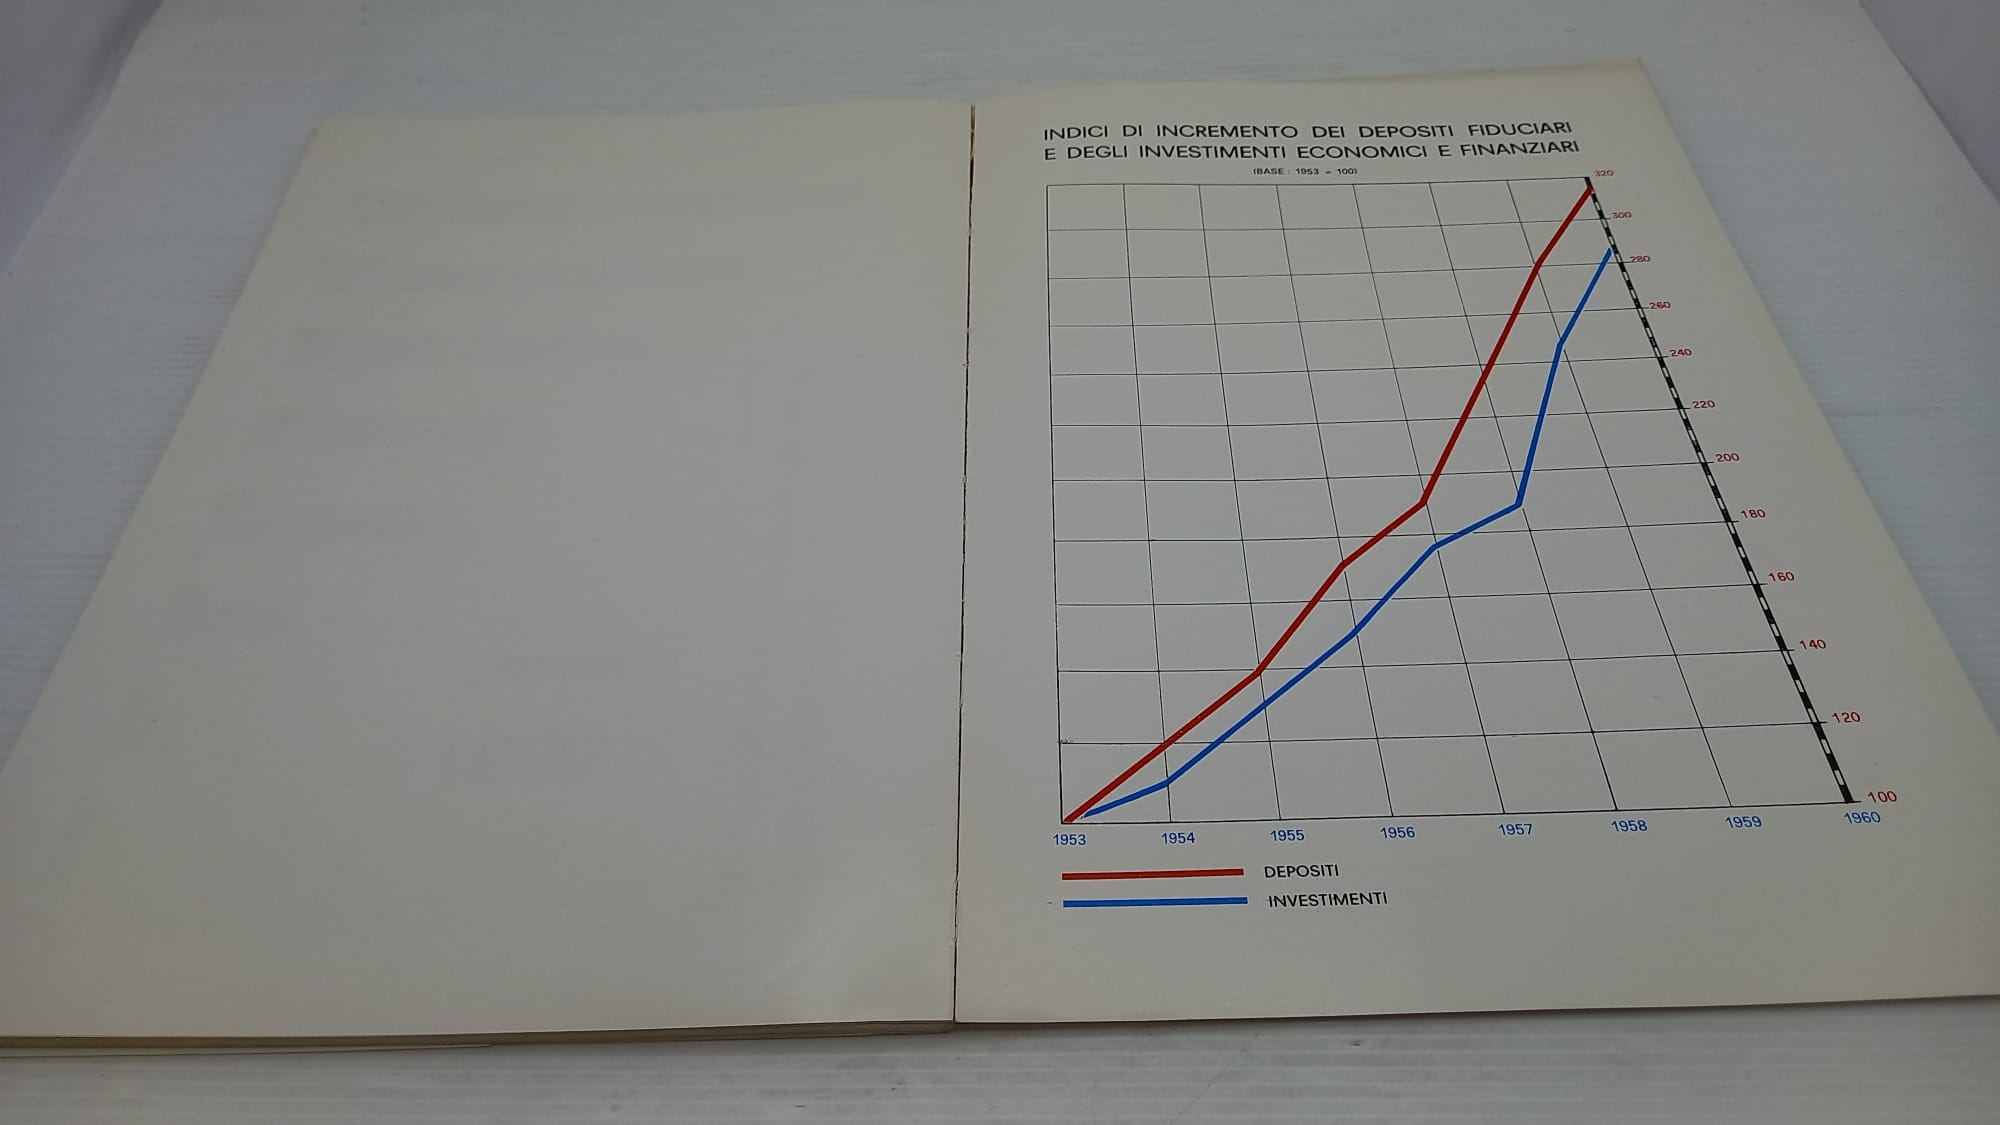 INDICI DI INCREMENTO DEI DEPOSITI FIDUCIARI
E DEGLI INVESTIMENTI ECONOMICI E FINANZIARI
(BASE : 1953 = 100)
320
300
280
260
240
220
200
180
160
140
120
100
1953 1954 1955 1956 1957 1958 1959 1960
DEPOSITI
INVESTIMENTI